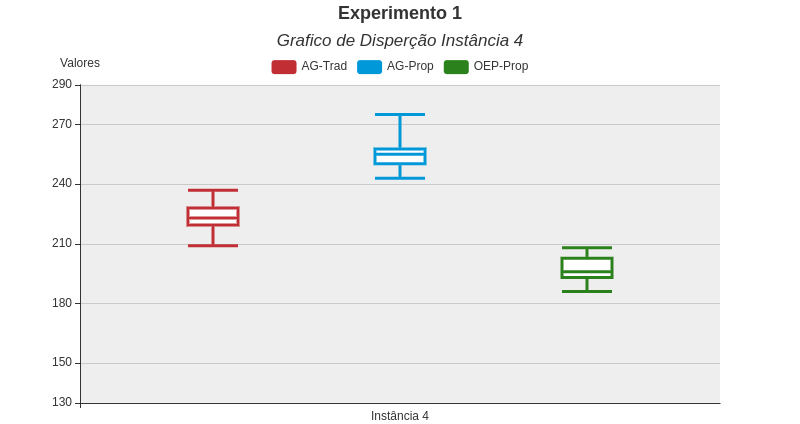 Experimento 1
Grafico de Disperção Instância 4
Valores
AG-Trad AG-Prop OEP-Prop
290
270
240
210
180
150
130
Instância 4